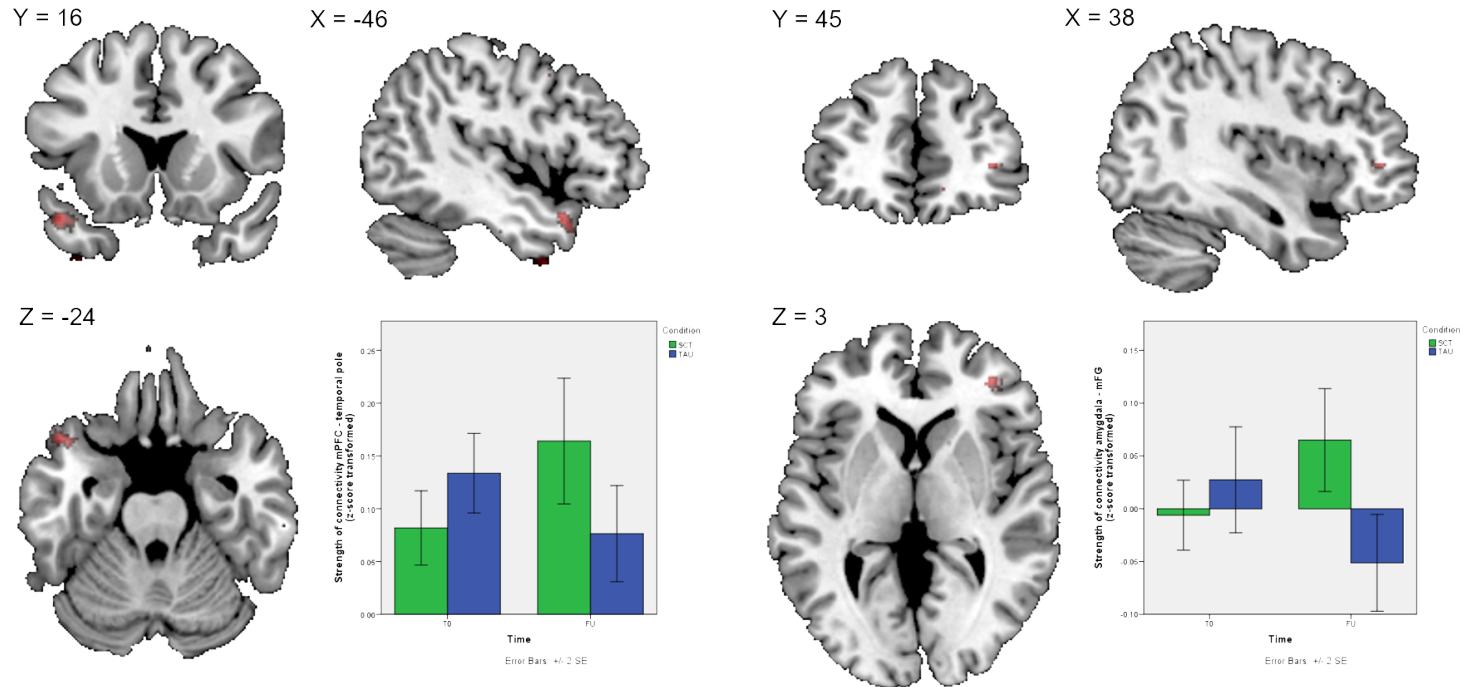 Y = 16
X = -46
Y = 45
X = 38
Z = -24
Z = 3
Strength of connectivity mPFC - temporal pole
(z-score transformed)
0.25
0.20
0.15
0.10
0.05
0.00
T0
FU
Time
Error Bars: +/- 2 SE
Condition
SCT
TAU
Strength of connectivity amygdala - mFG
(z-score transformed)
0.15
0.10
0.05
0.00
-0.05
-0.10
T0
FU
Time
Error Bars: +/- 2 SE
Condition
SCT
TAU